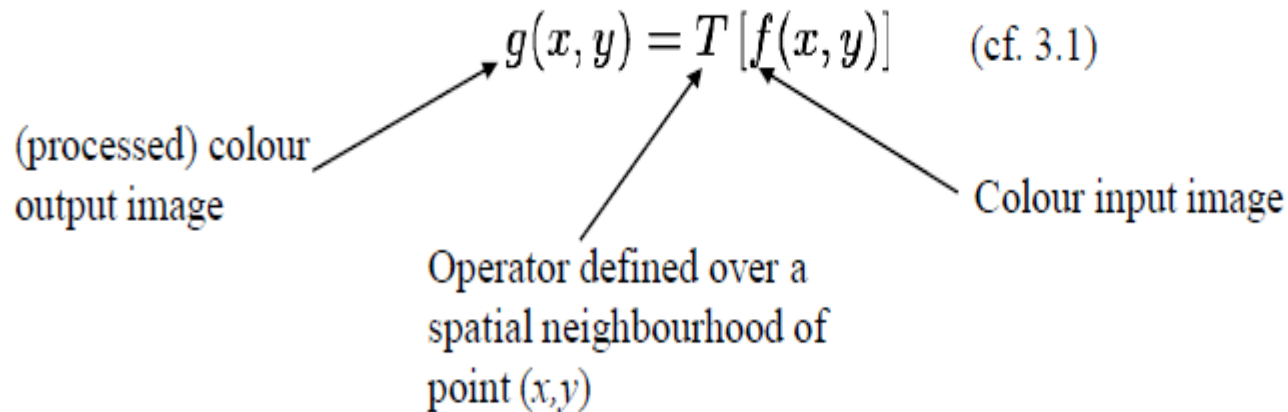 g(x, y) = T [f(x, y)] (cf. 3.1)
(processed) colour
output image
Colour input image
Operator defined over a
spatial neighbourhood of
point (x,y)